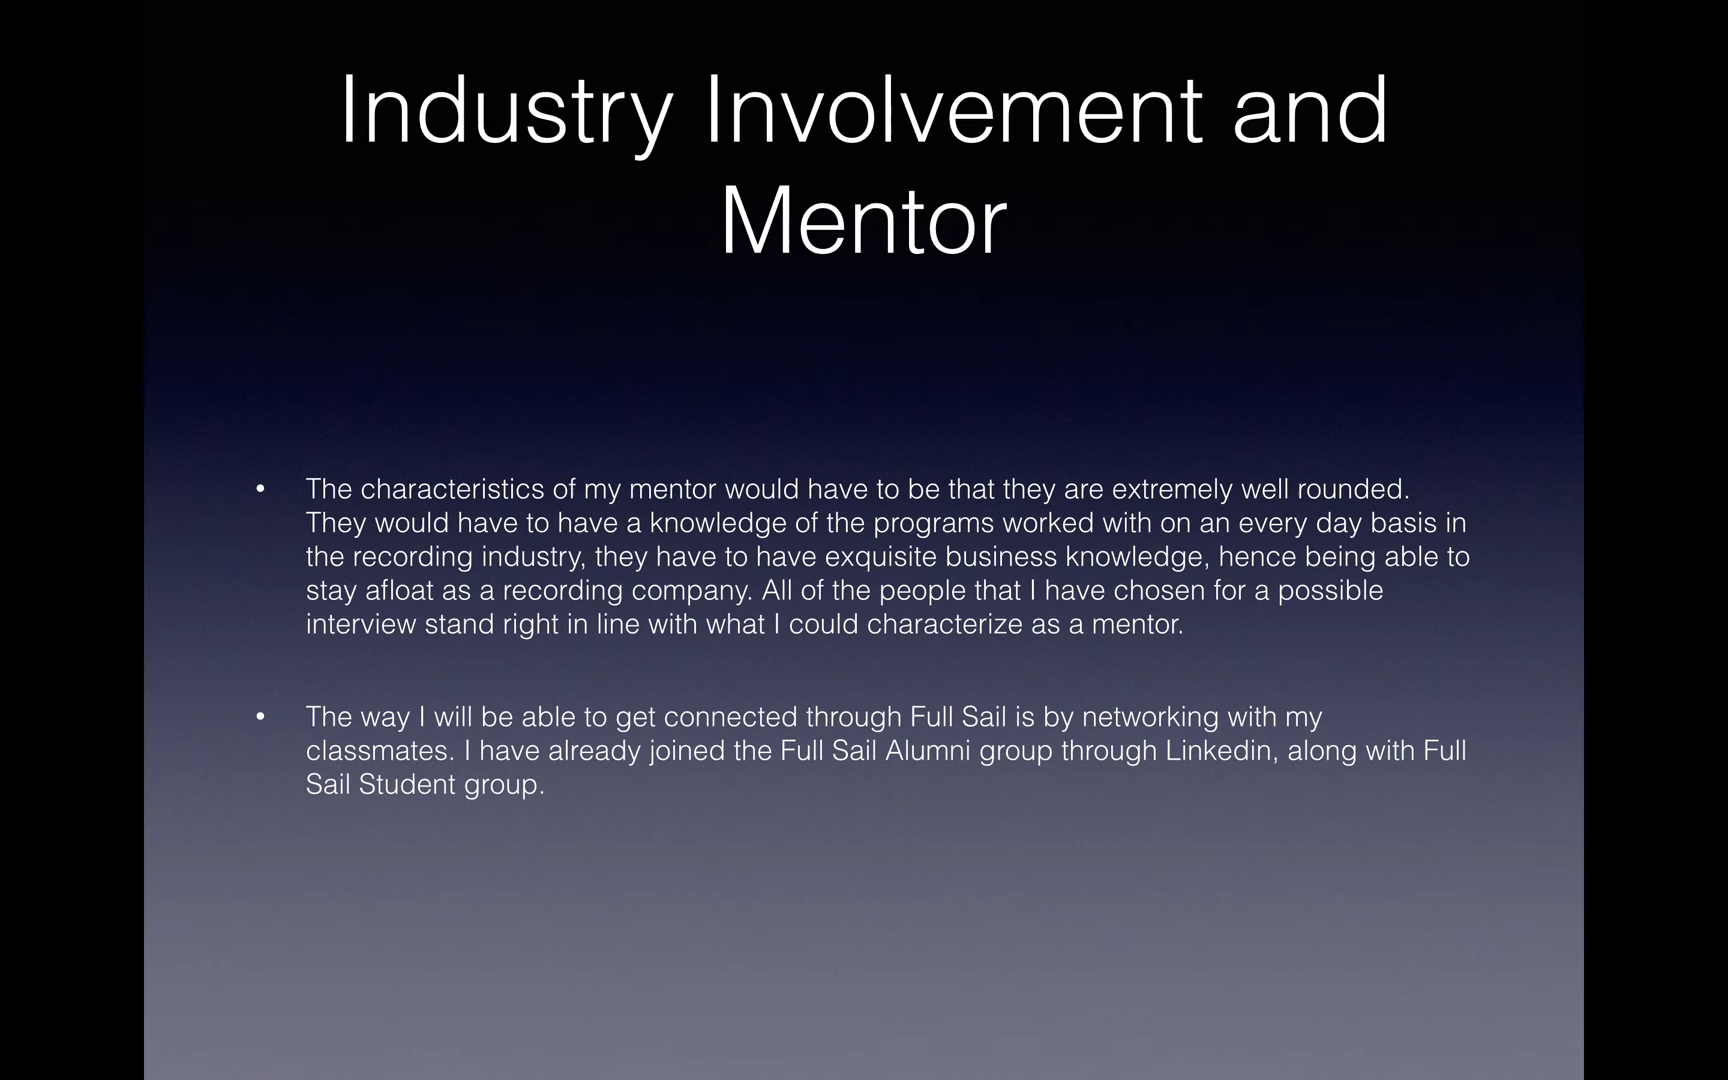 Industry Involvement and
Mentor
• The characteristics of my mentor would have to be that they are extremely well rounded.
They would have to have a knowledge of the programs worked with on an every day basis in
the recording industry, they have to have exquisite business knowledge, hence being able to
stay afloat as a recording company. All of the people that I have chosen for a possible
interview stand right in line with what I could characterize as a mentor.
• The way I will be able to get connected through Full Sail is by networking with my
classmates. I have already joined the Full Sail Alumni group through Linkedin, along with Full
Sail Student group.